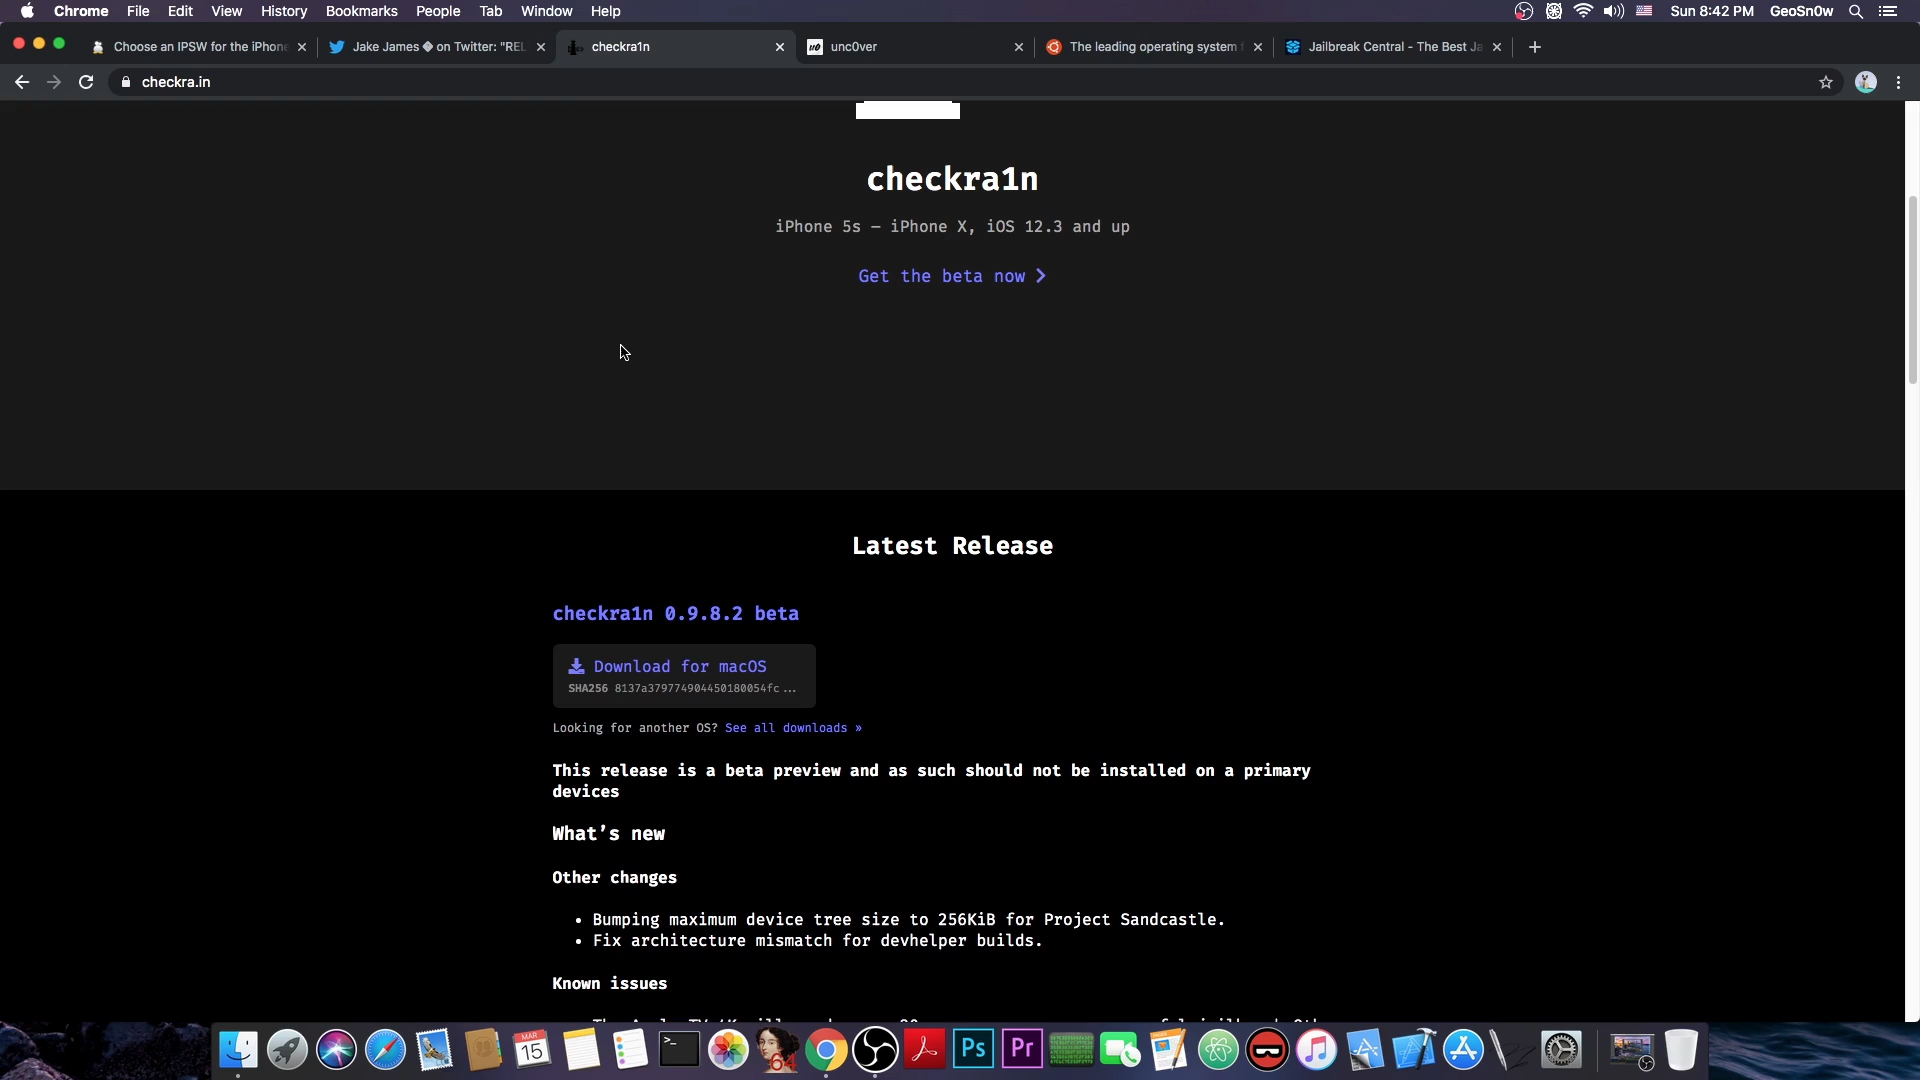 Chrome File Edit View History Bookmarks People Tab Window Help Sun 8:42 PM GeoSn0w
Choose an IPSW for the iPhone Jake James � on Twitter: "REL checkra1n unc0ver The leading operating system f Jailbreak Central - The Best Ja
checkra.in
checkra1n
iPhone 5s – iPhone X, iOS 12.3 and up
Get the beta now
Latest Release
checkra1n 0.9.8.2 beta
Download for macOS
SHA256 8137a379774904450180054fc ...
Looking for another OS? See all downloads »
This release is a beta preview and as such should not be installed on a primary
devices
What's new
Other changes
• Bumping maximum device tree size to 256KiB for Project Sandcastle.
• Fix architecture mismatch for devhelper builds.
Known issues
MAR
15
64
Ps
Pr